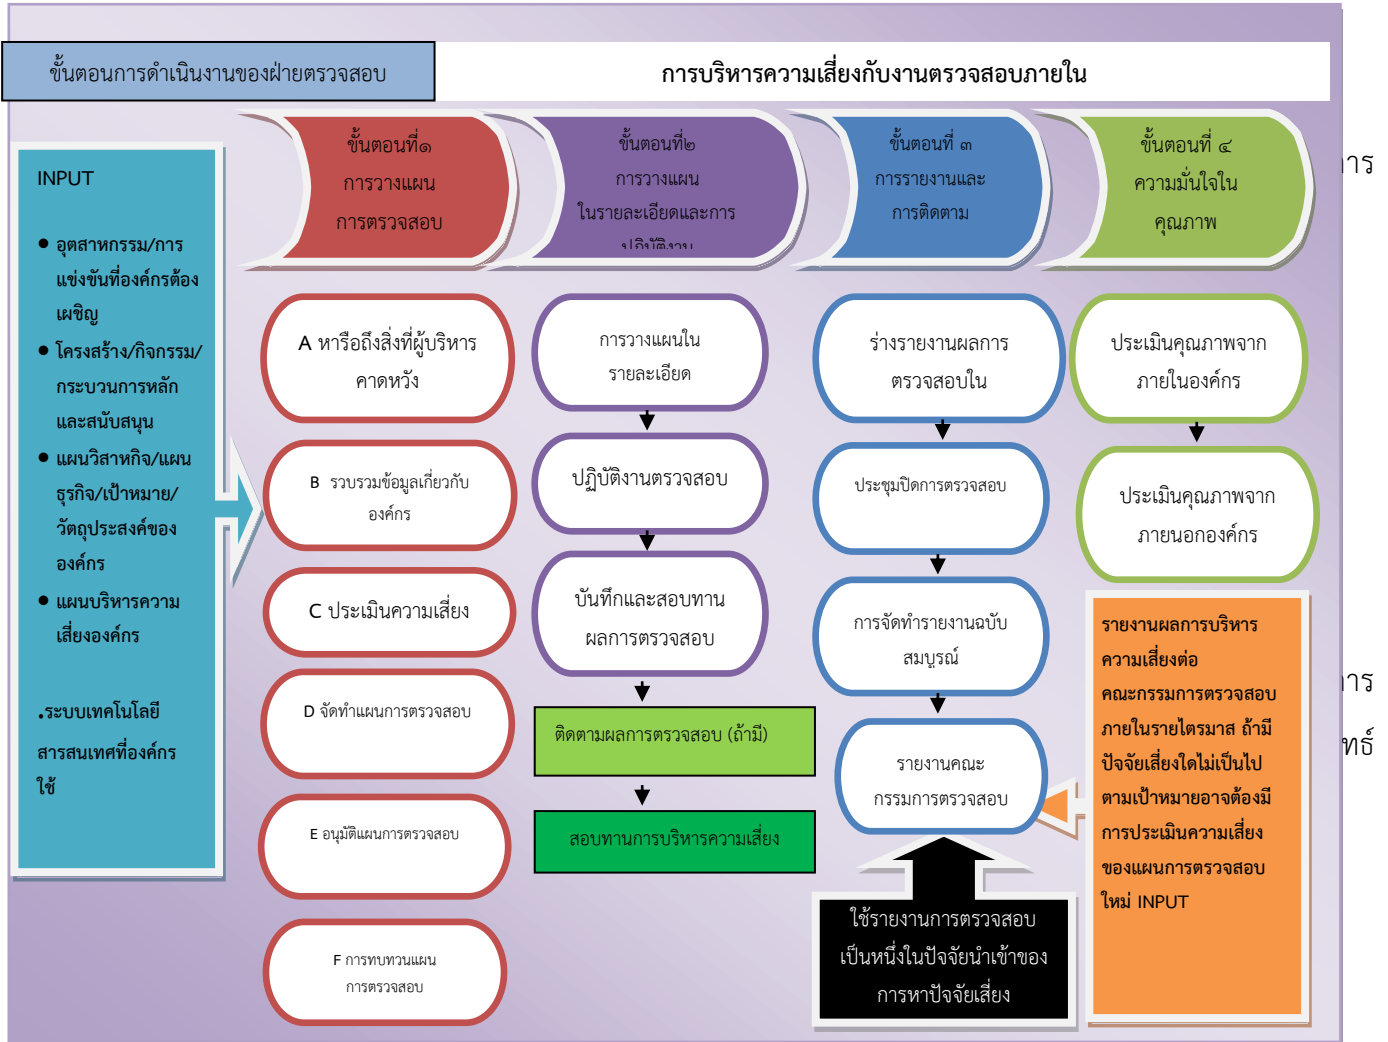 ขั้นตอนการดำเนินงานของฝ่ายตรวจสอบ
การบริหารความเสี่ยงกับงานตรวจสอบภายใน
INPUT
● อุตสาหกรรม/การ
แข่งขันที่องค์กรต้อง
เผชิญ
● โครงสร้าง/กิจกรรม/
กระบวนการหลัก
และสนับสนุน
● แผนวิสาหกิจ/แผน
ธุรกิจ/เป้าหมาย/
วัตถุประสงค์ของ
องค์กร
● แผนบริหารความ
เสี่ยงองค์กร
.ระบบเทคโนโลยี
สารสนเทศที่องค์กร
ใช้
ขั้นตอนที่๑
การวางแผน
การตรวจสอบ
A หารือถึงสิ่งที่ผู้บริหาร
คาดหวัง
B รวบรวมข้อมูลเกี่ยวกับ
องค์กร
C ประเมินความเสี่ยง
D จัดทำแผนการตรวจสอบ
E อนุมัติแผนการตรวจสอบ
F การทบทวนแผน
การตรวจสอบ
ขั้นตอนที่๒
การวางแผน
ในรายละเอียดและการ
ปฏิบัติงาน
การวางแผนใน
รายละเอียด
ปฏิบัติงานตรวจสอบ
บันทึกและสอบทาน
ผลการตรวจสอบ
ติดตามผลการตรวจสอบ (ถ้ามี)
สอบทานการบริหารความเสี่ยง
ขั้นตอนที่ ๓
การรายงานและ
การติดตาม
ร่างรายงานผลการ
ตรวจสอบใน
ประชุมปิดการตรวจสอบ
การจัดทำรายงานฉบับ
สมบูรณ์
รายงานคณะ
กรรมการตรวจสอบ
ใช้รายงานการตรวจสอบ
เป็นหนึ่งในปัจจัยนำเข้าของ
การหาปัจจัยเสี่ยง
ขั้นตอนที่ ๔
ความมั่นใจใน
คุณภาพ
ประเมินคุณภาพจาก
ภายในองค์กร
ประเมินคุณภาพจาก
ภายนอกองค์กร
รายงานผลการบริหาร
ความเสี่ยงต่อ
คณะกรรมการตรวจสอบ
ภายในรายไตรมาส ถ้ามี
ปัจจัยเสี่ยงใดไม่เป็นไป
ตามเป้าหมายอาจต้องมี
การประเมินความเสี่ยง
ของแผนการตรวจสอบ
ใหม่ INPUT
การ
การ
ทธ์